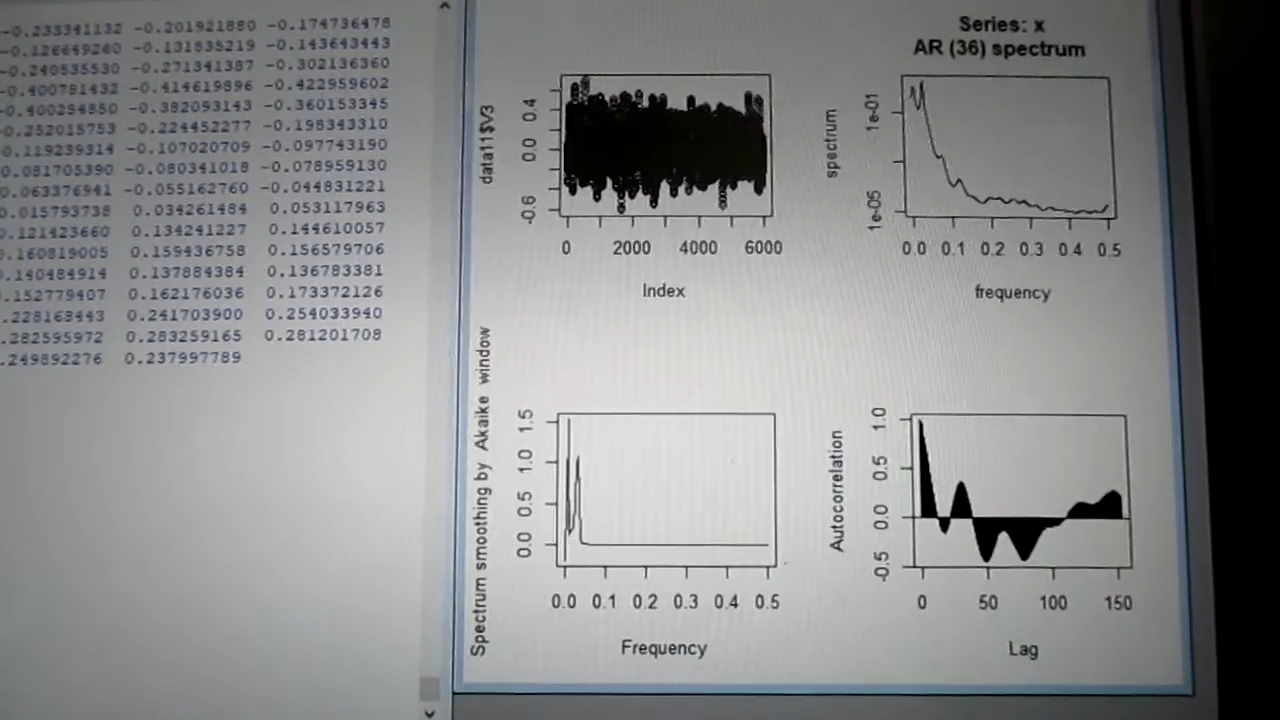 -0.233341132 -0.201921880 -0.174736478
-0.126649260 -0.131835219 -0.143643443
-0.240535530 -0.271341387 -0.302136360
-0.400781432 -0.414619896 -0.422959602
-0.400254850 -0.382093143 -0.360153345
-0.252015753 -0.224452277 -0.198343310
0.119239314 -0.107020709 -0.097743190
0.081705390 -0.080341018 -0.078959130
0.063376941 -0.055162760 -0.044831221
0.015793738 0.034261484 0.053117963
.121423660 0.134241227 0.144610057
.160819005 0.159436758 0.156579706
.140484914 0.137884384 0.136783381
.152779407 0.162176036 0.173372126
.228168443 0.241703900 0.254033940
.282595972 0.283259165 0.281201708
.249892276 0.237997789
data11$V3
0.4
0.0
-0.6
0 2000 4000 6000
Index
Series: x
AR (36) spectrum
spectrum
1e-01
1e-05
0.0 0.1 0.2 0.3 0.4 0.5
frequency
Spectrum smoothing by Akaike window
1.5
1.0
0.5
0.0
0.0 0.1 0.2 0.3 0.4 0.5
Frequency
Autocorrelation
1.0
0.5
0.0
-0.5
0 50 100 150
Lag